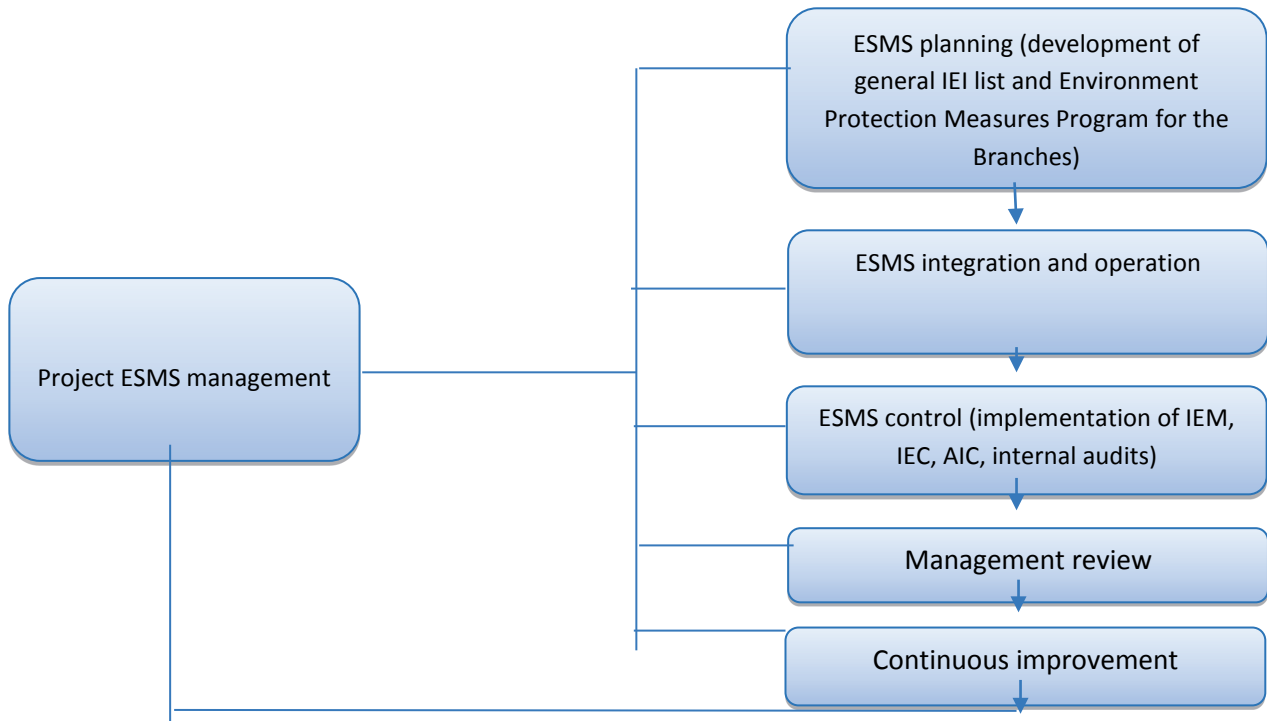 ESMS planning (development of
general IEI list and Environment
Protection Measures Program for the
Branches)
ESMS integration and operation
Project ESMS management
ESMS control (implementation of IEM,
IEC, AIC, internal audits)
Management review
Continuous improvement